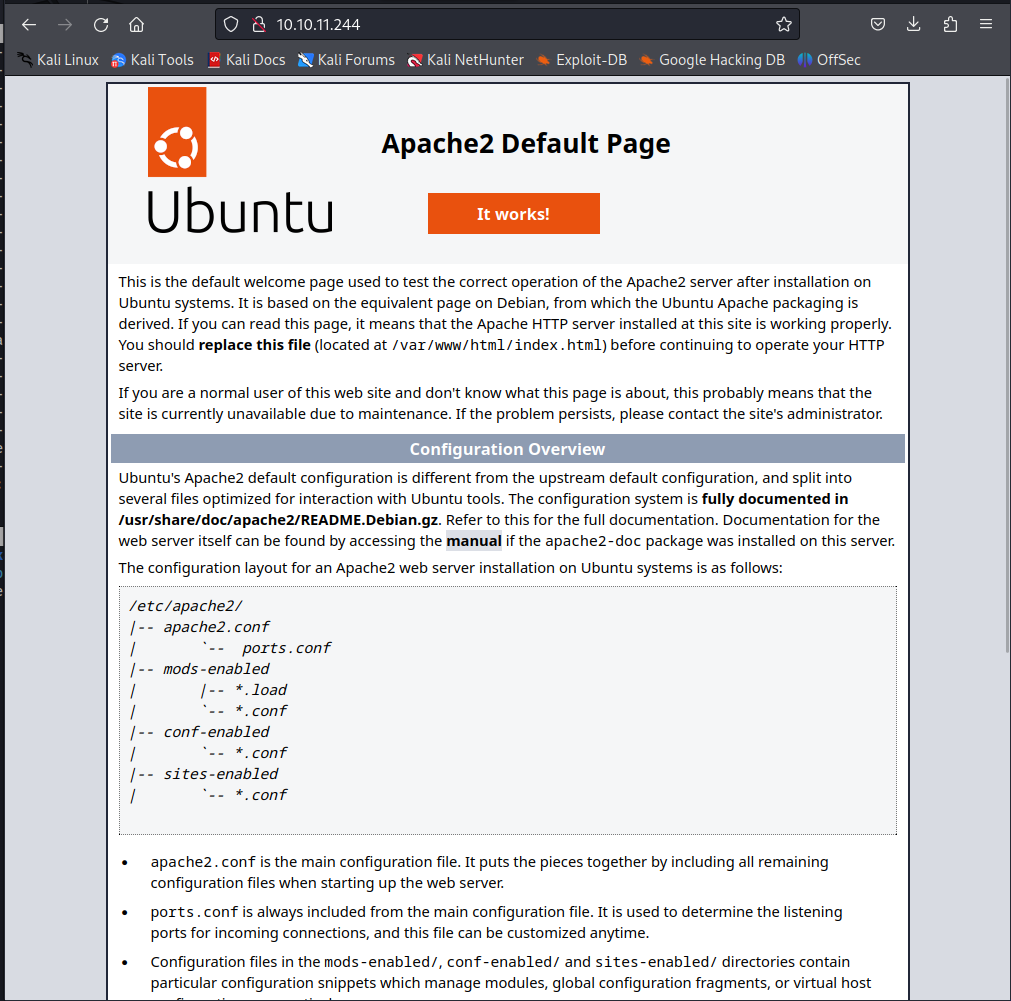 10.10.11.244
Kali Linux Kali Tools Kali Docs Kali Forums Kali NetHunter Exploit-DB Google Hacking DB OffSec
Apache2 Default Page
Ubuntu
It works!
This is the default welcome page used to test the correct operation of the Apache2 server after installation on
Ubuntu systems. It is based on the equivalent page on Debian, from which the Ubuntu Apache packaging is
derived. If you can read this page, it means that the Apache HTTP server installed at this site is working properly.
You should replace this file (located at /var/www/html/index.html) before continuing to operate your HTTP
server.
If you are a normal user of this web site and don't know what this page is about, this probably means that the
site is currently unavailable due to maintenance. If the problem persists, please contact the site's administrator.
Configuration Overview
Ubuntu's Apache2 default configuration is different from the upstream default configuration, and split into
several files optimized for interaction with Ubuntu tools. The configuration system is fully documented in
/usr/share/doc/apache2/README.Debian.gz. Refer to this for the full documentation. Documentation for the
web server itself can be found by accessing the manual if the apache2-doc package was installed on this server.
The configuration layout for an Apache2 web server installation on Ubuntu systems is as follows:
/etc/apache2/
|-- apache2.conf
|       `--  ports.conf
|-- mods-enabled
|       |-- *.load
|       `-- *.conf
|-- conf-enabled
|       `-- *.conf
|-- sites-enabled
|       `-- *.conf
• apache2.conf is the main configuration file. It puts the pieces together by including all remaining
configuration files when starting up the web server.
• ports.conf is always included from the main configuration file. It is used to determine the listening
ports for incoming connections, and this file can be customized anytime.
• Configuration files in the mods-enabled/, conf-enabled/ and sites-enabled/ directories contain
particular configuration snippets which manage modules, global configuration fragments, or virtual host